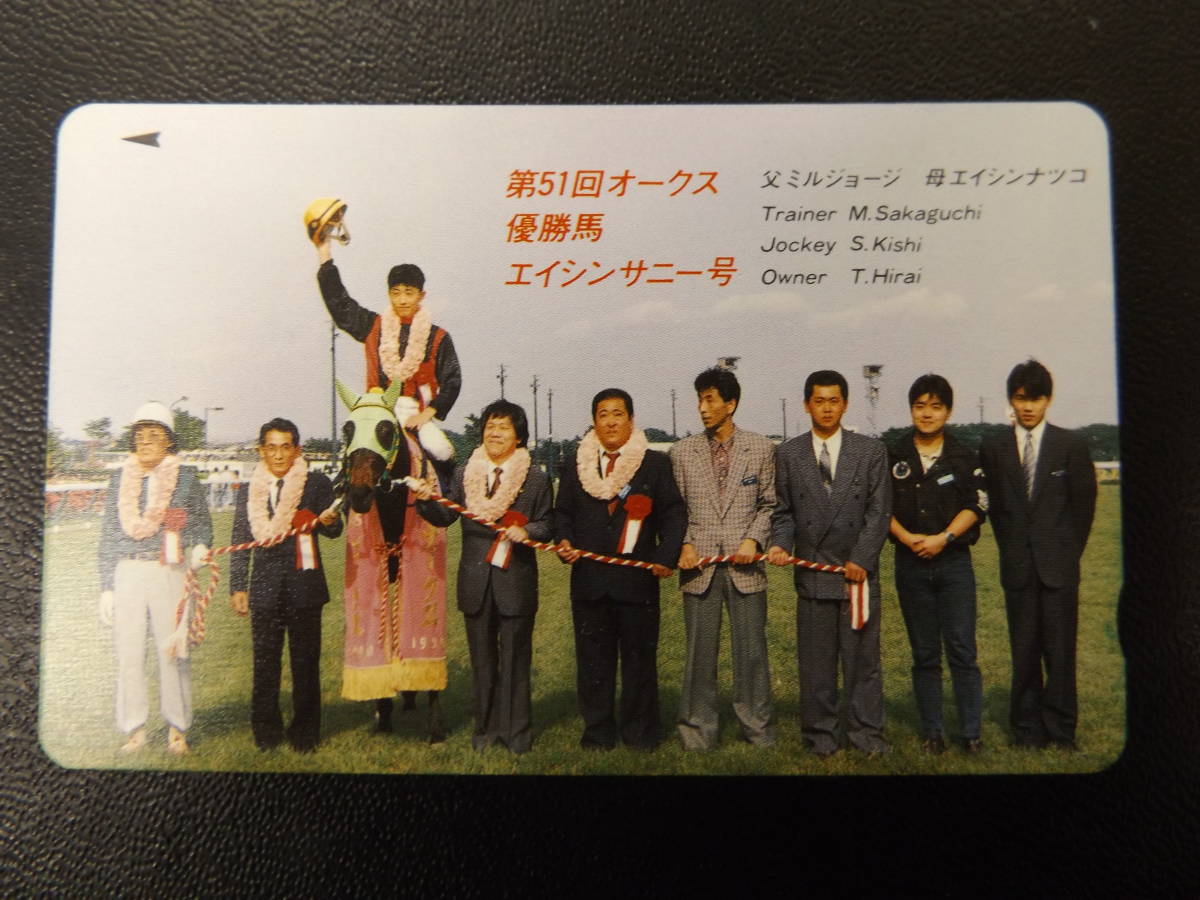 第51回オークス
優勝馬
エイシンサニー号
父ミルジョージ 母エイシンナツコ
Trainer M.Sakaguchi
Jockey S.Kishi
Owner T.Hirai